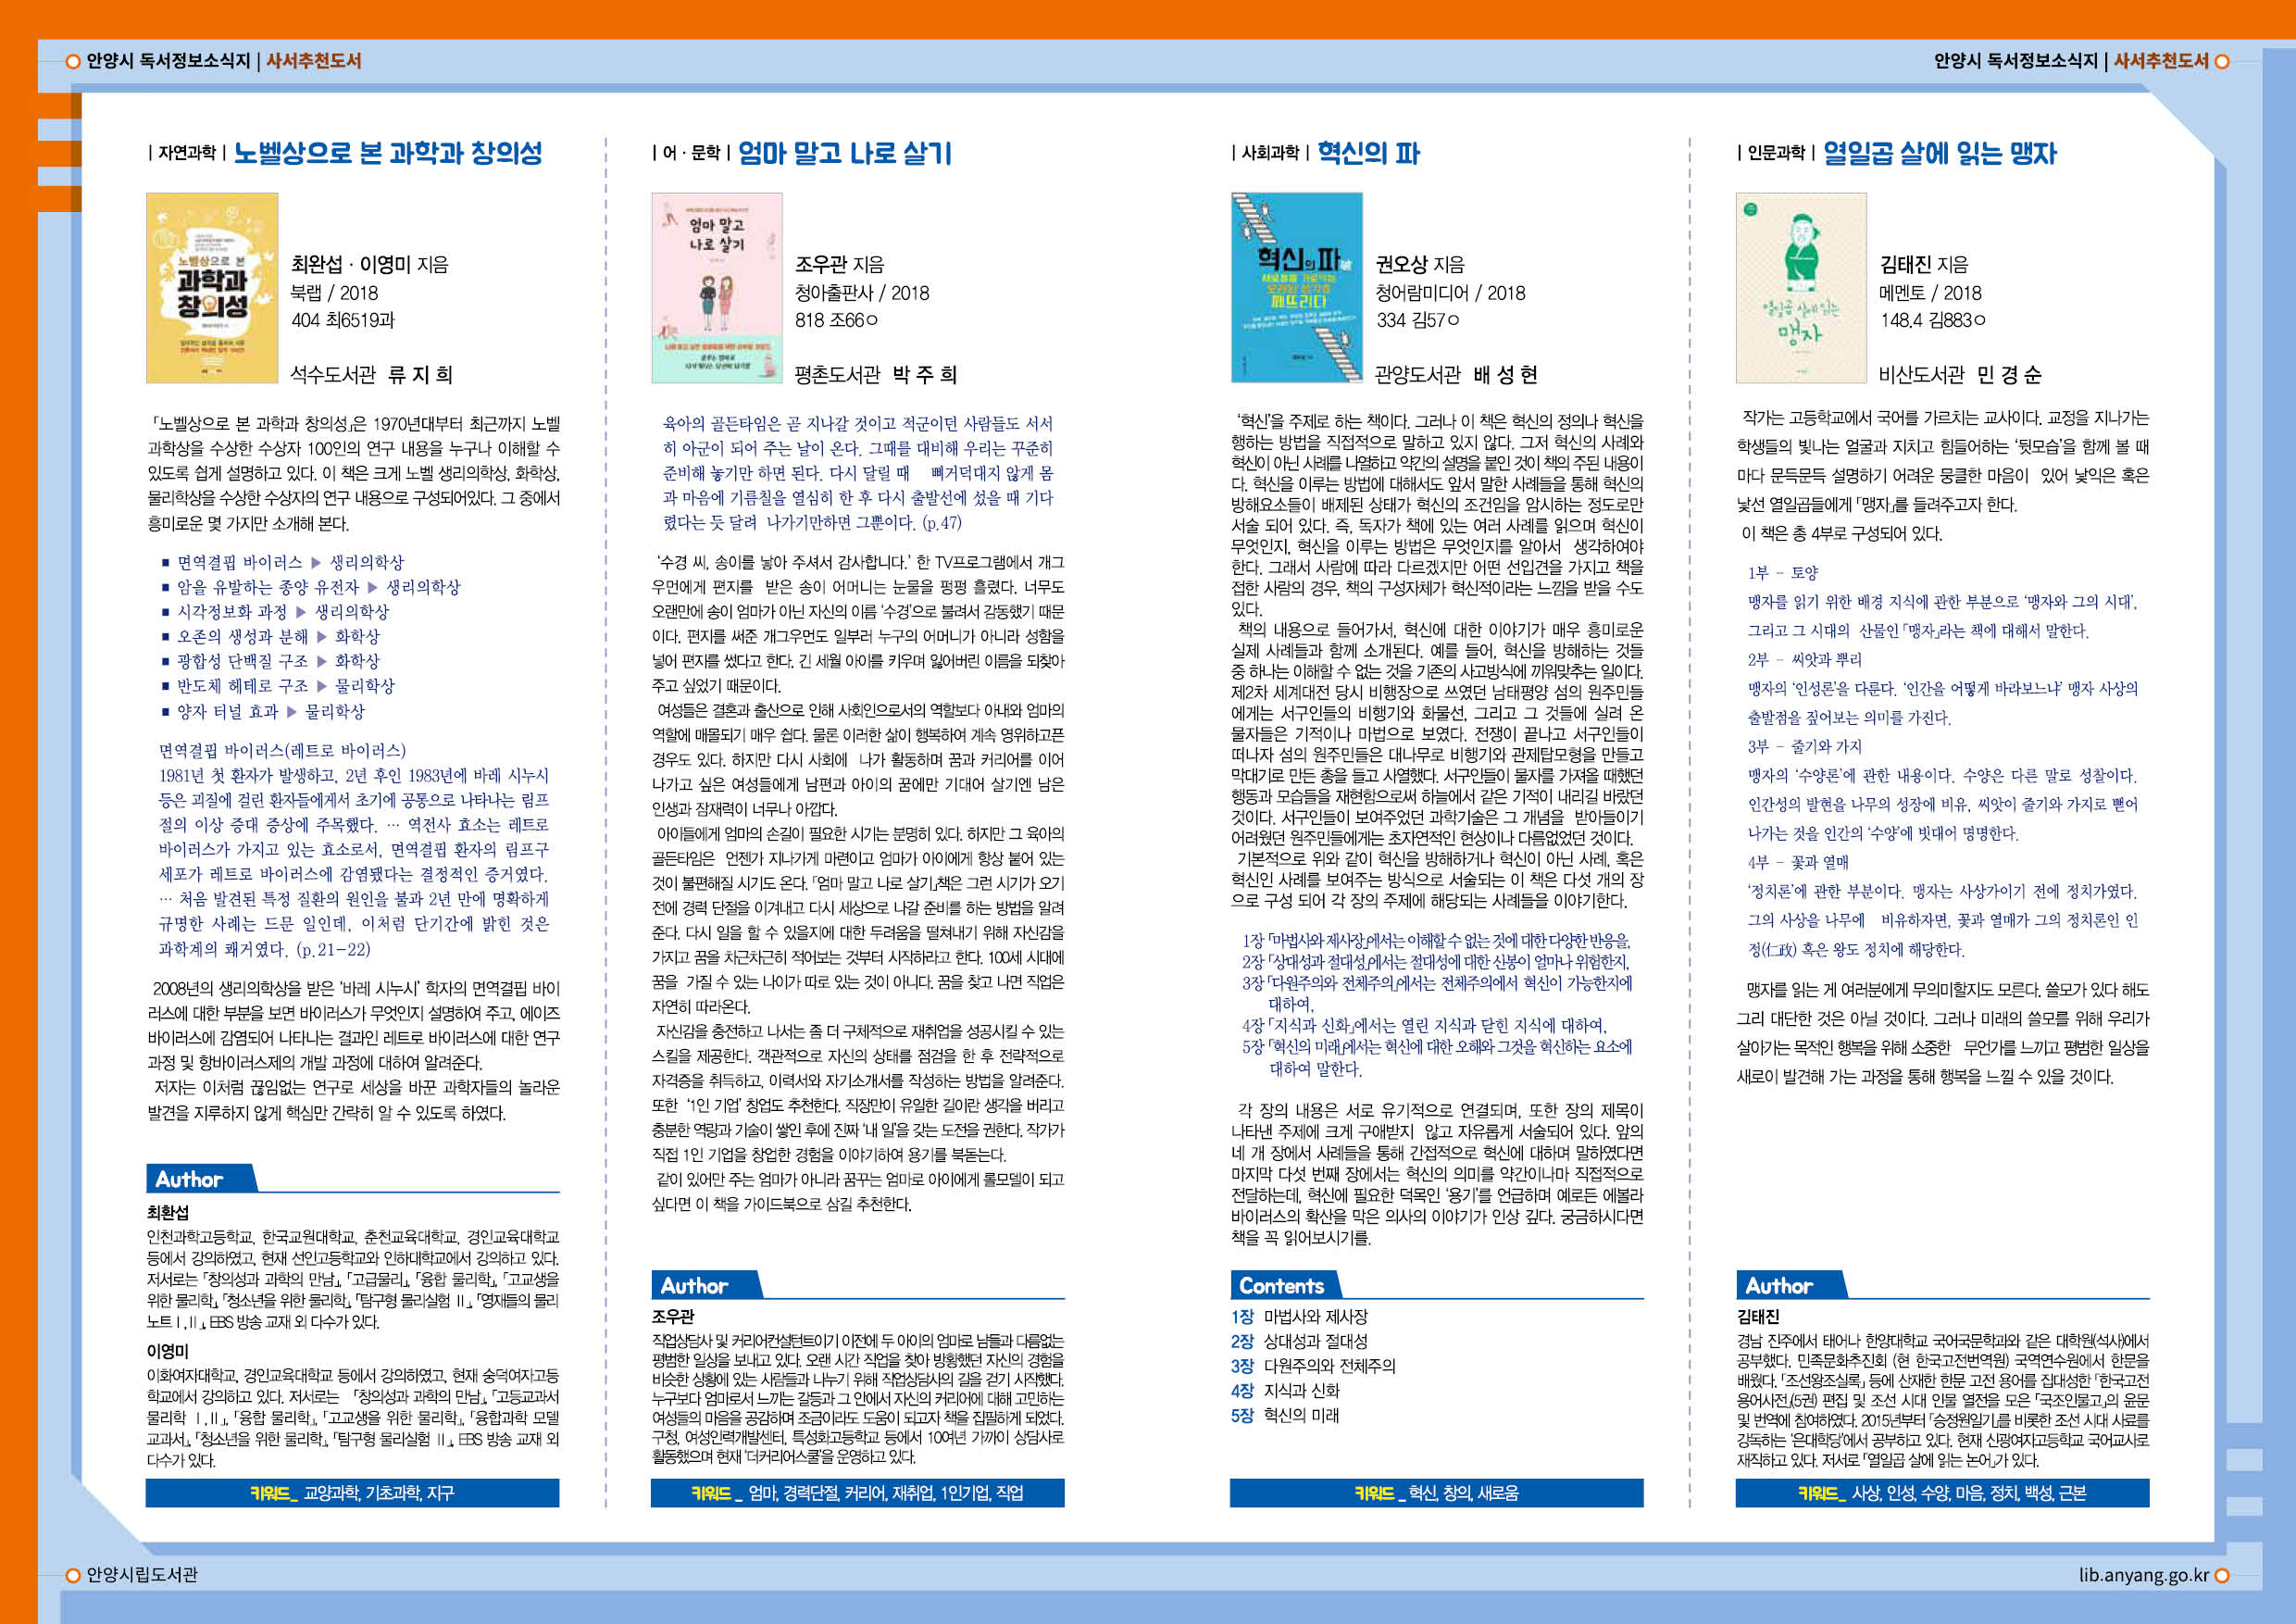 안양시 독서정보소식지 | 사서추천도서
안양시 독서정보소식지 | 사서추천도서
| 자연과학 | 노벨상으로 본 과학과 창의성
노벨상으로 본
과학과
창의성
최완섭 · 이영미 지음
북랩 / 2018
404 최6519과
석수도서관 류 지 희
「노벨상으로 본 과학과 창의성」은 1970년대부터 최근까지 노벨
과학상을 수상한 수상자 100인의 연구 내용을 누구나 이해할 수
있도록 쉽게 설명하고 있다. 이 책은 크게 노벨 생리의학상, 화학상,
물리학상을 수상한 수상자의 연구 내용으로 구성되어있다. 그 중에서
흥미로운 몇 가지만 소개해 본다.
■ 면역결핍 바이러스 ▶ 생리의학상
■ 암을 유발하는 종양 유전자 ▶ 생리의학상
■ 시각정보화 과정 ▶ 생리의학상
■ 오존의 생성과 분해 ▶ 화학상
■ 광합성 단백질 구조 ▶ 화학상
■ 반도체 헤테로 구조 ▶ 물리학상
■ 양자 터널 효과 ▶ 물리학상
면역결핍 바이러스(레트로 바이러스)
1981년 첫 환자가 발생하고, 2년 후인 1983년에 바레 시누시
등은 괴질에 걸린 환자들에게서 초기에 공통으로 나타나는 림프
절의 이상 증대 증상에 주목했다. … 역전사 효소는 레트로
바이러스가 가지고 있는 효소로서, 면역결핍 환자의 림프구
세포가 레트로 바이러스에 감염됐다는 결정적인 증거였다.
… 처음 발견된 특정 질환의 원인을 불과 2년 만에 명확하게
규명한 사례는 드문 일인데, 이처럼 단기간에 밝힌 것은
과학계의 쾌거였다. (p.21-22)
2008년의 생리의학상을 받은 '바레 시누시' 학자의 면역결핍 바이
러스에 대한 부분을 보면 바이러스가 무엇인지 설명하여 주고, 에이즈
바이러스에 감염되어 나타나는 결과인 레트로 바이러스에 대한 연구
과정 및 항바이러스제의 개발 과정에 대하여 알려준다.
저자는 이처럼 끊임없는 연구로 세상을 바꾼 과학자들의 놀라운
발견을 지루하지 않게 핵심만 간략히 알 수 있도록 하였다.
Author
최환섭
인천과학고등학교, 한국교원대학교, 춘천교육대학교, 경인교육대학교
등에서 강의하였고, 현재 선인고등학교와 인하대학교에서 강의하고 있다.
저서로는 「창의성과 과학의 만남」, 「고급물리」, 「융합 물리학」, 「고교생을
위한 물리학」, 「청소년을 위한 물리학」, 「탐구형 물리실험 Ⅱ」, 「영재들의 물리
노트Ⅰ,Ⅱ」, EBS 방송 교재 외 다수가 있다.
이영미
이화여자대학교, 경인교육대학교 등에서 강의하였고, 현재 숭덕여자고등
학교에서 강의하고 있다. 저서로는 「창의성과 과학의 만남」, 「고등교과서
물리학 Ⅰ,Ⅱ」, 「융합 물리학」, 「고교생을 위한 물리학」, 「융합과학 모델
교과서」, 「청소년을 위한 물리학」, 「탐구형 물리실험 Ⅱ」, EBS 방송 교재 외
다수가 있다.
키워드_ 교양과학, 기초과학, 지구
| 어 · 문학 | 엄마 말고 나로 살기
엄마 말고
나로 살기
조우관 지음
청아출판사 / 2018
818 조66ㅇ
평촌도서관 박 주 희
육아의 골든타임은 곧 지나갈 것이고 적군이던 사람들도 서서
히 아군이 되어 주는 날이 온다. 그때를 대비해 우리는 꾸준히
준비해 놓기만 하면 된다. 다시 달릴 때 삐거덕대지 않게 몸
과 마음에 기름칠을 열심히 한 후 다시 출발선에 섰을 때 기다
렸다는 듯 달려 나가기만하면 그뿐이다. (p.47)
'수경 씨, 송이를 낳아 주셔서 감사합니다.' 한 TV프로그램에서 개그
우먼에게 편지를 받은 송이 어머니는 눈물을 펑펑 흘렸다. 너무도
오랜만에 송이 엄마가 아닌 자신의 이름 '수경'으로 불려서 감동했기 때문
이다. 편지를 써준 개그우먼도 일부러 누구의 어머니가 아니라 성함을
넣어 편지를 썼다고 한다. 긴 세월 아이를 키우며 잃어버린 이름을 되찾아
주고 싶었기 때문이다.
여성들은 결혼과 출산으로 인해 사회인으로서의 역할보다 아내와 엄마의
역할에 매몰되기 매우 쉽다. 물론 이러한 삶이 행복하여 계속 영위하고픈
경우도 있다. 하지만 다시 사회에 나가 활동하며 꿈과 커리어를 이어
나가고 싶은 여성들에게 남편과 아이의 꿈에만 기대어 살기엔 남은
인생과 잠재력이 너무나 아깝다.
아이들에게 엄마의 손길이 필요한 시기는 분명히 있다. 하지만 그 육아의
골든타임은 언젠가 지나가게 마련이고 엄마가 아이에게 항상 붙어 있는
것이 불편해질 시기도 온다. 「엄마 말고 나로 살기」책은 그런 시기가 오기
전에 경력 단절을 이겨내고 다시 세상으로 나갈 준비를 하는 방법을 알려
준다. 다시 일을 할 수 있을지에 대한 두려움을 떨쳐내기 위해 자신감을
가지고 꿈을 차근차근히 적어보는 것부터 시작하라고 한다. 100세 시대에
꿈을 가질 수 있는 나이가 따로 있는 것이 아니다. 꿈을 찾고 나면 직업은
자연히 따라온다.
자신감을 충전하고 나서는 좀 더 구체적으로 재취업을 성공시킬 수 있는
스킬을 제공한다. 객관적으로 자신의 상태를 점검을 한 후 전략적으로
자격증을 취득하고, 이력서와 자기소개서를 작성하는 방법을 알려준다.
또한 '1인 기업' 창업도 추천한다. 직장만이 유일한 길이란 생각을 버리고
충분한 역량과 기술이 쌓인 후에 진짜 '내 일'을 갖는 도전을 권한다. 작가가
직접 1인 기업을 창업한 경험을 이야기하여 용기를 북돋는다.
같이 있어만 주는 엄마가 아니라 꿈꾸는 엄마로 아이에게 롤모델이 되고
싶다면 이 책을 가이드북으로 삼길 추천한다.
Author
조우관
직업상담사 및 커리어컨설턴트이기 이전에 두 아이의 엄마로 남들과 다름없는
평범한 일상을 보내고 있다. 오랜 시간 직업을 찾아 방황했던 자신의 경험을
비슷한 상황에 있는 사람들과 나누기 위해 직업상담사의 길을 걷기 시작했다.
누구보다 엄마로서 느끼는 갈등과 그 안에서 자신의 커리어에 대해 고민하는
여성들의 마음을 공감하며 조금이라도 도움이 되고자 책을 집필하게 되었다.
구청, 여성인력개발센터, 특성화고등학교 등에서 10여년 가까이 상담사로
활동했으며 현재 '더커리어스쿨'을 운영하고 있다.
키워드 _ 엄마, 경력단절, 커리어, 재취업, 1인기업, 직업
| 사회과학 | 혁신의 파
혁신의 파
깨뜨리다
권오상 지음
청어람미디어 / 2018
334 김57ㅇ
관양도서관 배 성 현
'혁신'을 주제로 하는 책이다. 그러나 이 책은 혁신의 정의나 혁신을
행하는 방법을 직접적으로 말하고 있지 않다. 그저 혁신의 사례와
혁신이 아닌 사례를 나열하고 약간의 설명을 붙인 것이 책의 주된 내용이
다. 혁신을 이루는 방법에 대해서도 앞서 말한 사례들을 통해 혁신의
방해요소들이 배제된 상태가 혁신의 조건임을 암시하는 정도로만
서술 되어 있다. 즉, 독자가 책에 있는 여러 사례를 읽으며 혁신이
무엇인지, 혁신을 이루는 방법은 무엇인지를 알아서 생각하여야
한다. 그래서 사람에 따라 다르겠지만 어떤 선입견을 가지고 책을
접한 사람의 경우, 책의 구성자체가 혁신적이라는 느낌을 받을 수도
있다.
책의 내용으로 들어가서, 혁신에 대한 이야기가 매우 흥미로운
실제 사례들과 함께 소개된다. 예를 들어, 혁신을 방해하는 것들
중 하나는 이해할 수 없는 것을 기존의 사고방식에 끼워맞추는 일이다.
제2차 세계대전 당시 비행장으로 쓰였던 남태평양 섬의 원주민들
에게는 서구인들의 비행기와 화물선, 그리고 그 것들에 실려 온
물자들은 기적이나 마법으로 보였다. 전쟁이 끝나고 서구인들이
떠나자 섬의 원주민들은 대나무로 비행기와 관제탑모형을 만들고
막대기로 만든 총을 들고 사열했다. 서구인들이 물자를 가져올 때했던
행동과 모습들을 재현함으로써 하늘에서 같은 기적이 내리길 바랐던
것이다. 서구인들이 보여주었던 과학기술은 그 개념을 받아들이기
어려웠던 원주민들에게는 초자연적인 현상이나 다름없었던 것이다.
기본적으로 위와 같이 혁신을 방해하거나 혁신이 아닌 사례, 혹은
혁신인 사례를 보여주는 방식으로 서술되는 이 책은 다섯 개의 장
으로 구성 되어 각 장의 주제에 해당되는 사례들을 이야기한다.
1장 「마법사와 제사장」에서는 이해할 수 없는 것에 대한 다양한 반응을,
2장 「상대성과 절대성」에서는 절대성에 대한 신봉이 얼마나 위험한지,
3장 「다원주의와 전체주의」에서는 전체주의에서 혁신이 가능한지에
대하여,
4장 「지식과 신화」에서는 열린 지식과 닫힌 지식에 대하여,
5장 「혁신의 미래」에서는 혁신에 대한 오해와 그것을 혁신하는 요소에
대하여 말한다.
각 장의 내용은 서로 유기적으로 연결되며, 또한 장의 제목이
나타낸 주제에 크게 구애받지 않고 자유롭게 서술되어 있다. 앞의
네 개 장에서 사례들을 통해 간접적으로 혁신에 대하며 말하였다면
마지막 다섯 번째 장에서는 혁신의 의미를 약간이나마 직접적으로
전달하는데, 혁신에 필요한 덕목인 '용기'를 언급하며 예로든 에볼라
바이러스의 확산을 막은 의사의 이야기가 인상 깊다. 궁금하시다면
책을 꼭 읽어보시기를.
Contents
1장 마법사와 제사장
2장 상대성과 절대성
3장 다원주의와 전체주의
4장 지식과 신화
5장 혁신의 미래
키워드 _ 혁신, 창의, 새로움
| 인문과학 | 열일곱 살에 읽는 맹자
열일곱 살에 읽는
맹자
김태진 지음
메멘토 / 2018
148.4 김883ㅇ
비산도서관 민 경 순
작가는 고등학교에서 국어를 가르치는 교사이다. 교정을 지나가는
학생들의 빛나는 얼굴과 지치고 힘들어하는 '뒷모습'을 함께 볼 때
마다 문득문득 설명하기 어려운 뭉클한 마음이 있어 낯익은 혹은
낯선 열일곱들에게 「맹자」를 들려주고자 한다.
이 책은 총 4부로 구성되어 있다.
1부 - 토양
맹자를 읽기 위한 배경 지식에 관한 부분으로 '맹자와 그의 시대',
그리고 그 시대의 산물인 「맹자」라는 책에 대해서 말한다.
2부 - 씨앗과 뿌리
맹자의 '인성론'을 다룬다. '인간을 어떻게 바라보느냐' 맹자 사상의
출발점을 짚어보는 의미를 가진다.
3부 - 줄기와 가지
맹자의 '수양론'에 관한 내용이다. 수양은 다른 말로 성찰이다.
인간성의 발현을 나무의 성장에 비유, 씨앗이 줄기와 가지로 뻗어
나가는 것을 인간의 '수양'에 빗대어 명명한다.
4부 - 꽃과 열매
'정치론'에 관한 부분이다. 맹자는 사상가이기 전에 정치가였다.
그의 사상을 나무에 비유하자면, 꽃과 열매가 그의 정치론인 인
정(仁政) 혹은 왕도 정치에 해당한다.
맹자를 읽는 게 여러분에게 무의미할지도 모른다. 쓸모가 있다 해도
그리 대단한 것은 아닐 것이다. 그러나 미래의 쓸모를 위해 우리가
살아가는 목적인 행복을 위해 소중한 무언가를 느끼고 평범한 일상을
새로이 발견해 가는 과정을 통해 행복을 느낄 수 있을 것이다.
Author
김태진
경남 진주에서 태어나 한양대학교 국어국문학과와 같은 대학원(석사)에서
공부했다. 민족문화추진회 (현 한국고전번역원) 국역연수원에서 한문을
배웠다. 「조선왕조실록」 등에 산재한 한문 고전 용어를 집대성한 「한국고전
용어사전」(5권) 편집 및 조선 시대 인물 열전을 모은 「국조인물고」의 윤문
및 번역에 참여하였다. 2015년부터 「승정원일기」를 비롯한 조선 시대 사료를
강독하는 '은대학당'에서 공부하고 있다. 현재 신광여자고등학교 국어교사로
재직하고 있다. 저서로 「열일곱 살에 읽는 논어」가 있다.
키워드_ 사상, 인성, 수양, 마음, 정치, 백성, 근본
안양시립도서관
lib.anyang.go.kr